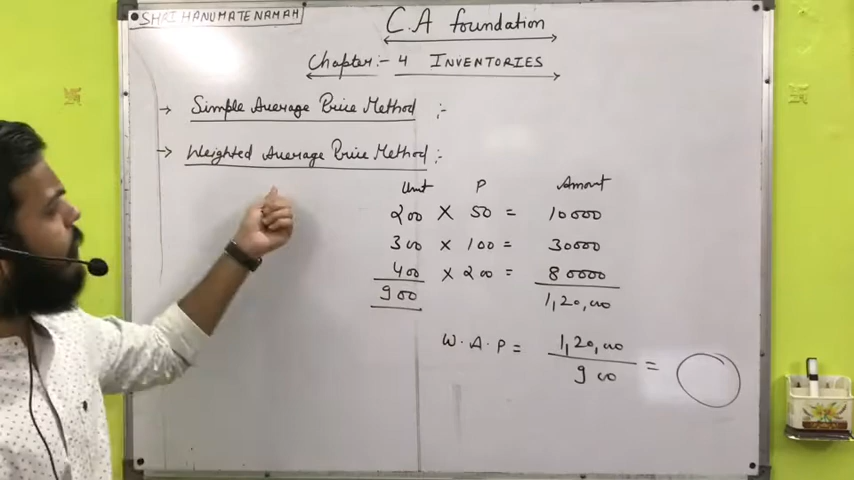 SHRI HANUMATE NAMAH
C.A foundation
Chapter:- 4 INVENTORIES
→ Simple Average Price Method :-
→ Weighted Average Price Method :-
Unit P Amount
200 X 50 = 10000
300 x 100 = 30000
400 x 200 = 80000
900 1,20,000
W.A.P = 1,20,000
900 =